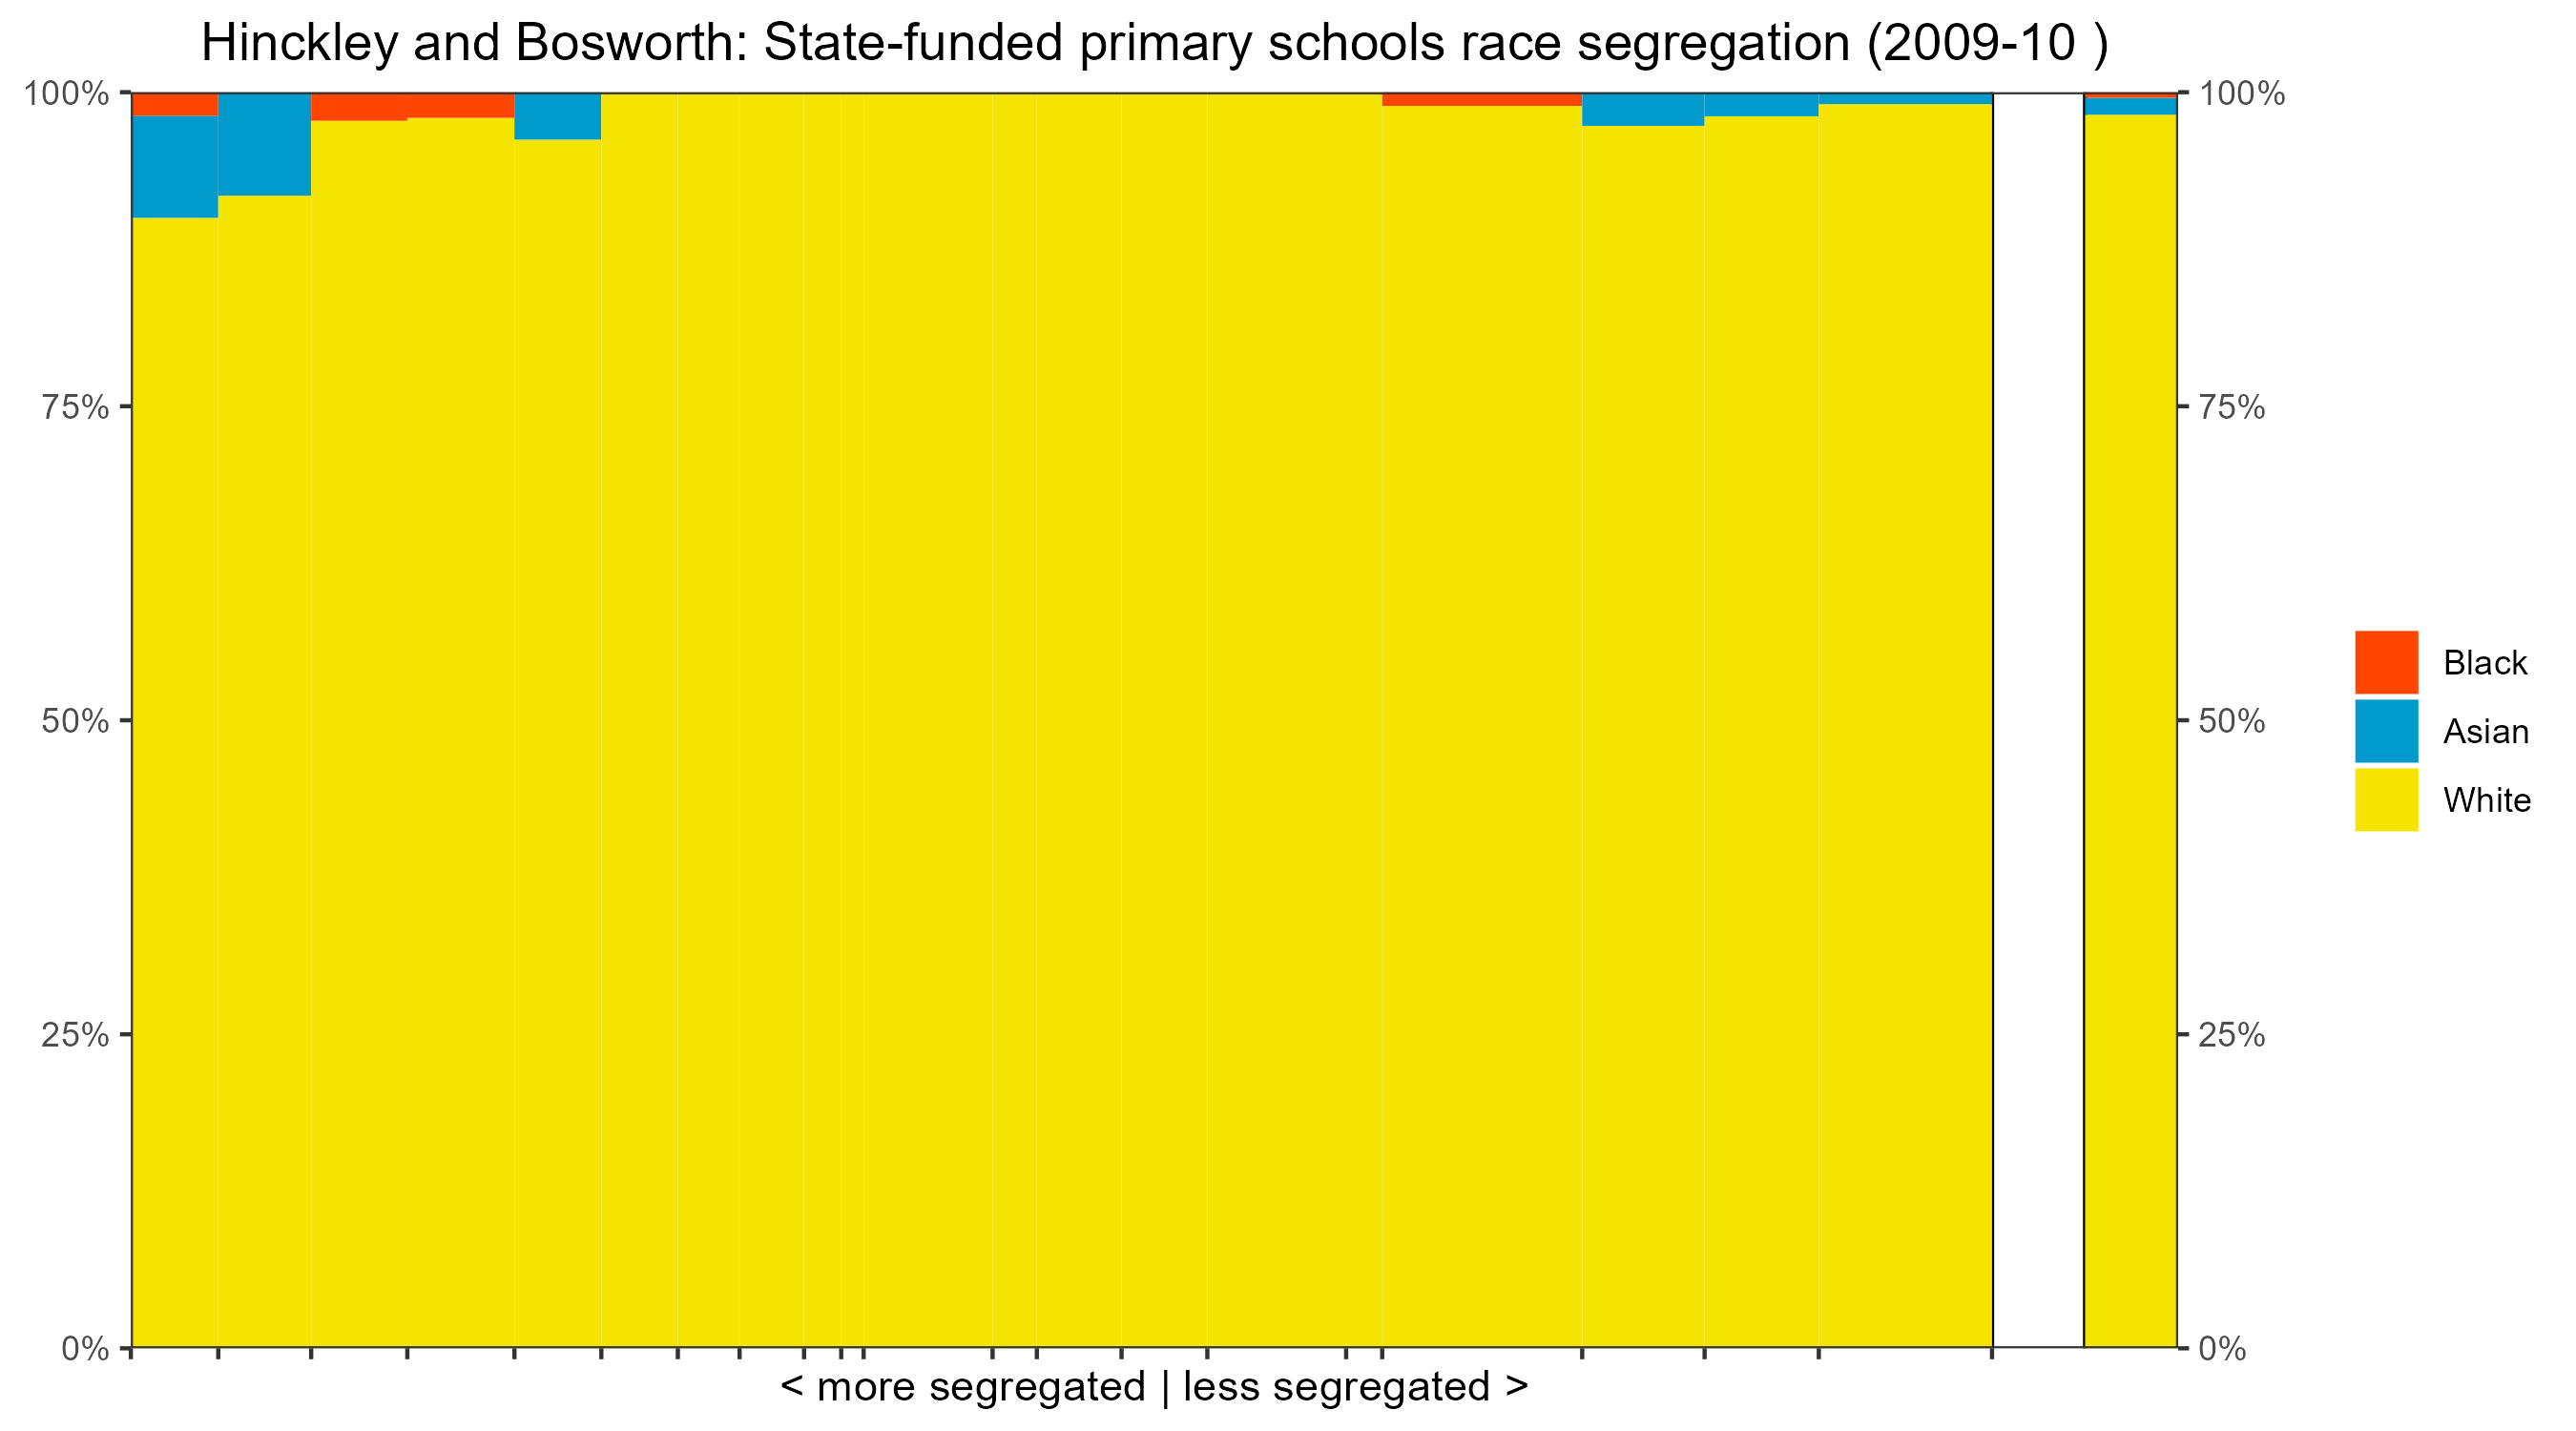 Hinckley and Bosworth: State-funded primary schools race segregation (2009-10 )
100%
75%
50%
25%
0%
100%
75%
50%
25%
0%
Black
Asian
White
< more segregated | less segregated >